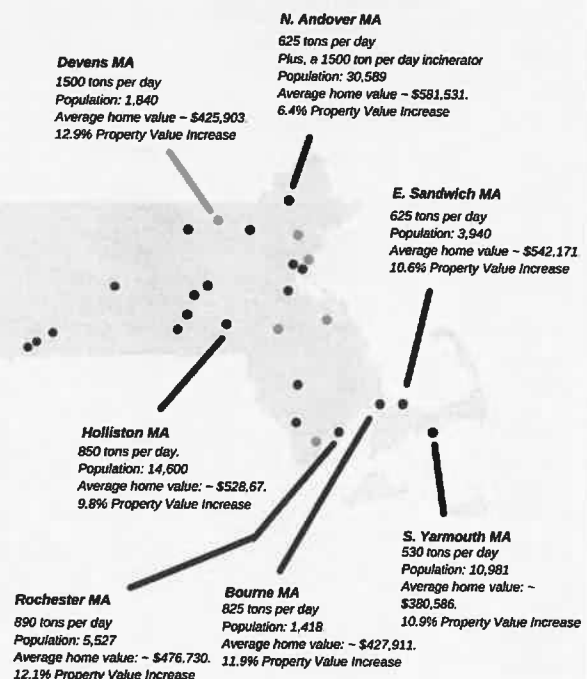 N. Andover MA
625 tons per day
Plus, a 1500 ton per day incinerator
Population: 30,589
Average home value ~ $581,531.
6.4% Property Value Increase
Devens MA
1500 tons per day
Population: 1,840
Average home value ~ $425,903
12.9% Property Value Increase
E. Sandwich MA
625 tons per day
Population: 3,940
Average home value ~ $542,171
10.6% Property Value Increase
Holliston MA
850 tons per day.
Population: 14,600
Average home value: ~ $528,67.
9.8% Property Value Increase
S. Yarmouth MA
530 tons per day
Population: 10,981
Average home value: ~
$380,586.
10.9% Property Value Increase
Rochester MA
890 tons per day
Population: 5,527
Average home value: ~ $476,730.
12.1% Property Value Increase
Bourne MA
825 tons per day
Population: 1,418
Average home value: ~ $427,911.
11.9% Property Value Increase